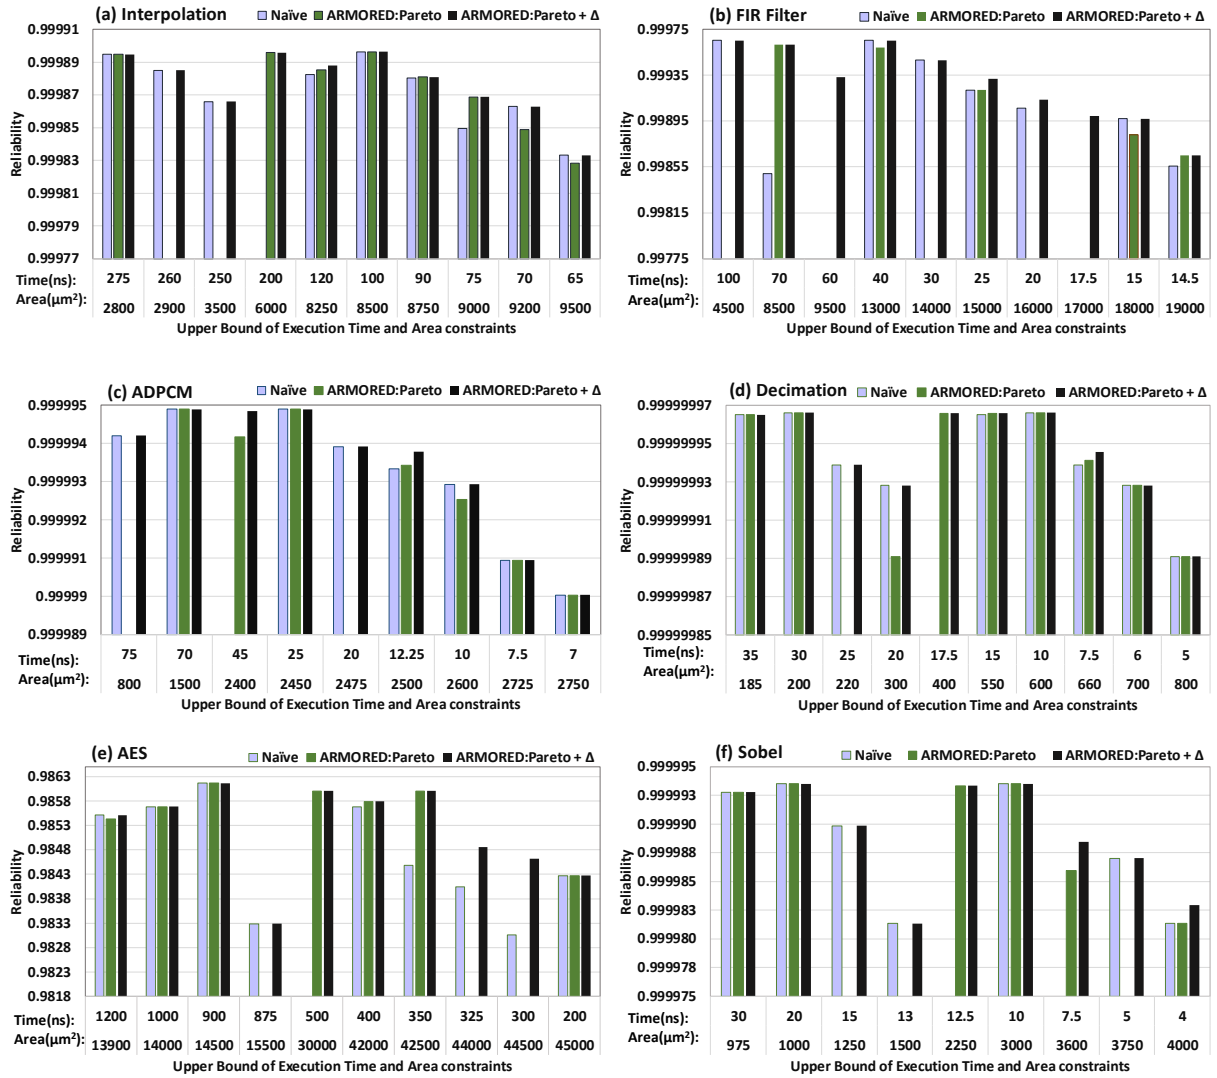 (a) Interpolation
Naïve ARMORED:Pareto ARMORED:Pareto + Δ
0.99991
0.99989
0.99987
0.99985
0.99983
0.99981
0.99979
0.99977
Reliability
Time(ns): 275 260 250 200 120 100 90 75 70 65
Area(µm²): 2800 2900 3500 6000 8250 8500 8750 9000 9200 9500
Upper Bound of Execution Time and Area constraints
(b) FIR Filter
Naïve ARMORED:Pareto ARMORED:Pareto + Δ
0.99975
0.99935
0.99895
0.99855
0.99815
0.99775
Reliability
Time(ns): 100 70 60 40 30 25 20 17.5 15 14.5
Area(µm²): 4500 8500 9500 13000 14000 15000 16000 17000 18000 19000
Upper Bound of Execution Time and Area constraints
(c) ADPCM
Naïve ARMORED:Pareto ARMORED:Pareto + Δ
0.999995
0.999994
0.999993
0.999992
0.999991
0.99999
0.999989
Reliability
Time(ns): 75 70 45 25 20 12.25 10 7.5 7
Area(µm²): 800 1500 2400 2450 2475 2500 2600 2725 2750
Upper Bound of Execution Time and Area constraints
(d) Decimation
Naïve ARMORED:Pareto ARMORED:Pareto + Δ
0.99999997
0.99999995
0.99999993
0.99999991
0.99999989
0.99999987
0.99999985
Reliability
Time(ns): 35 30 25 20 17.5 15 10 7.5 6 5
Area(µm²): 185 200 220 300 400 550 600 660 700 800
Upper Bound of Execution Time and Area constraints
(e) AES
Naïve ARMORED:Pareto ARMORED:Pareto + Δ
0.9863
0.9858
0.9853
0.9848
0.9843
0.9838
0.9833
0.9828
0.9823
0.9818
Reliability
Time(ns): 1200 1000 900 875 500 400 350 325 300 200
Area(µm²): 13900 14000 14500 15500 30000 42000 42500 44000 44500 45000
Upper Bound of Execution Time and Area constraints
(f) Sobel
Naïve ARMORED:Pareto ARMORED:Pareto + Δ
0.999995
0.999993
0.999990
0.999988
0.999985
0.999983
0.999980
0.999978
0.999975
Reliability
Time(ns): 30 20 15 13 12.5 10 7.5 5 4
Area(µm²): 975 1000 1250 1500 2250 3000 3600 3750 4000
Upper Bound of Execution Time and Area constraints